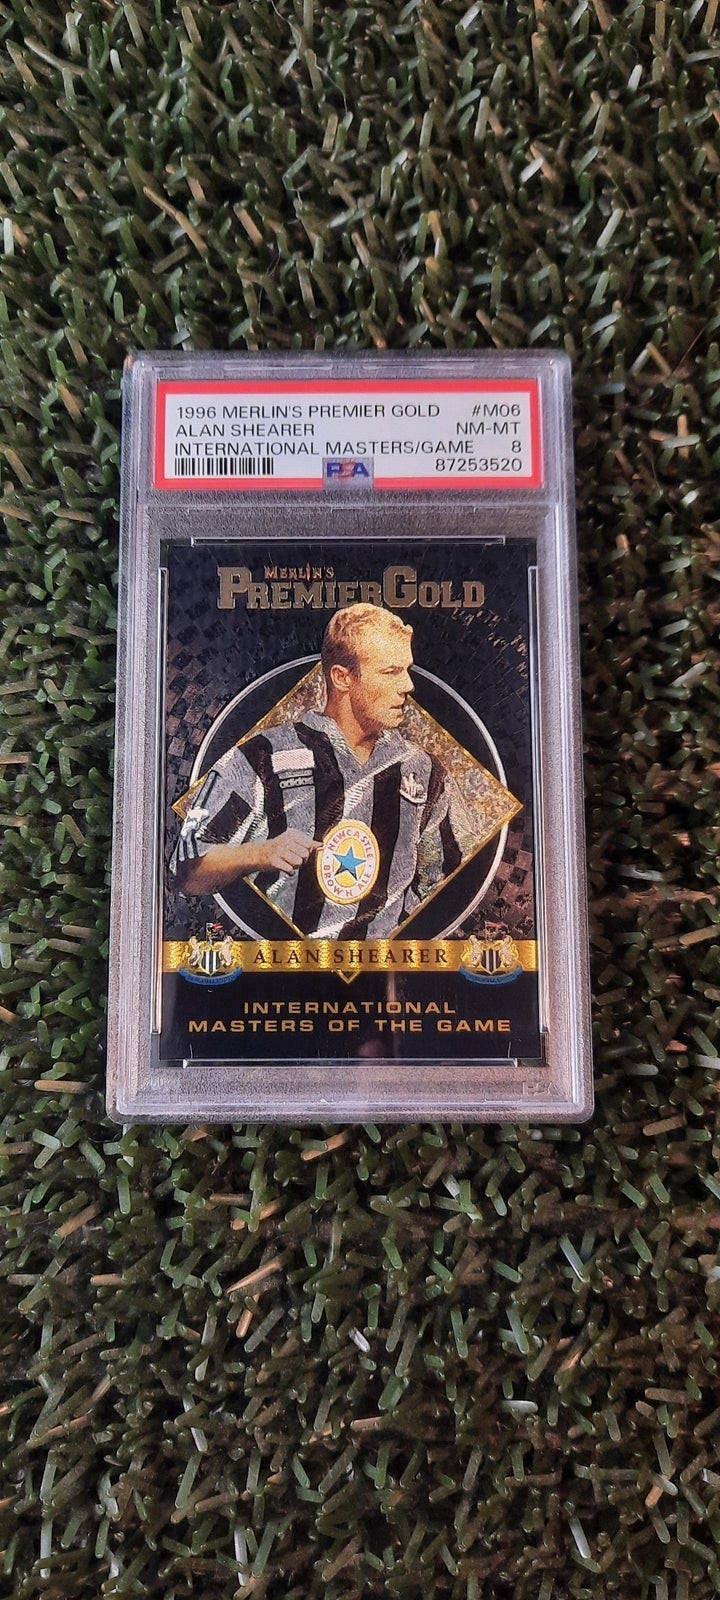 1996 MERLIN'S PREMIER GOLD #M06
ALAN SHEARER NM-MT
INTERNATIONAL MASTERS/GAME 8
PSA 87253520
MERLIN'S
PREMIER GOLD
NEWCASTLE
BROWN ALE
ALAN SHEARER
INTERNATIONAL
MASTERS OF THE GAME
PSA